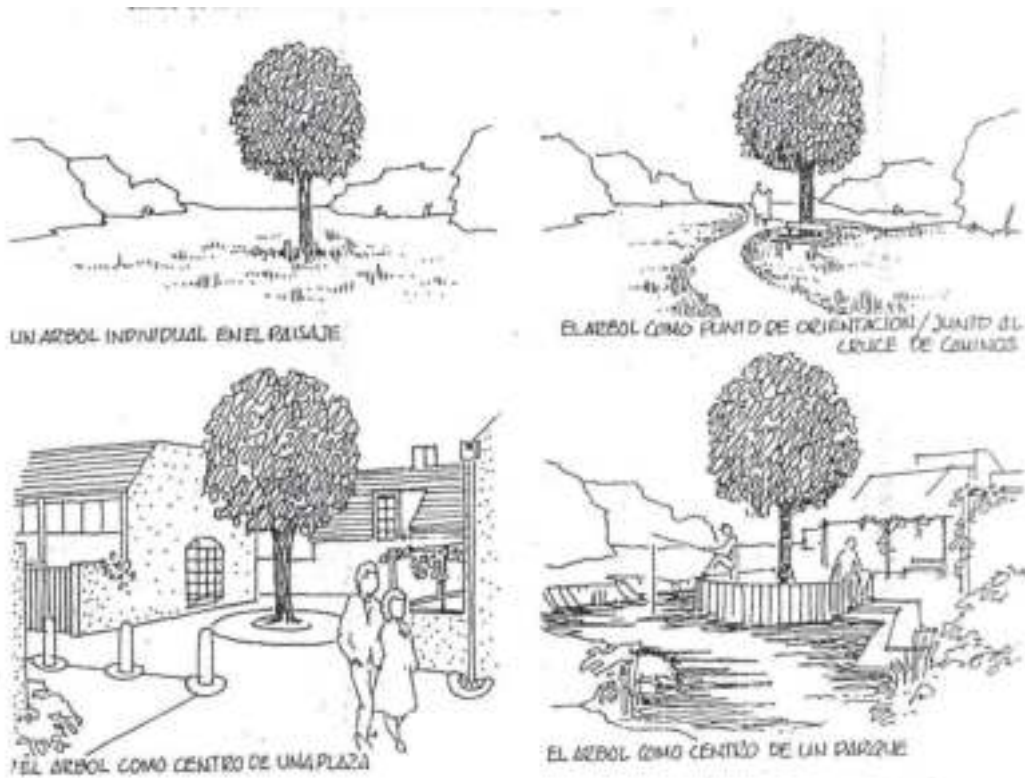 UN ARBOL INDIVIDUAL EN EL PAISAJE
EL ARBOL COMO PUNTO DE ORIENTACION/JUNTO AL
CRUCE DE CAMINOS
EL ARBOL COMO CENTRO DE UNA PLAZA
EL ARBOL COMO CENTRO DE UN PARQUE